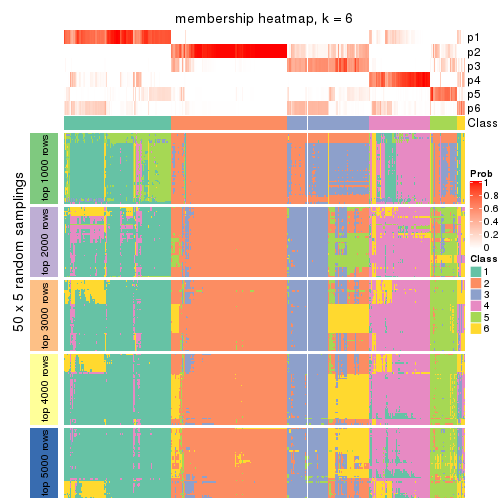 membership heatmap, k = 6
p1
p2
p3
p4
p5
p6
Class
50 x 5 random samplings
top 1000 rows
top 2000 rows
top 3000 rows
top 4000 rows
top 5000 rows
Prob
1
0.8
0.6
0.4
0.2
0
Class
1
2
3
4
5
6